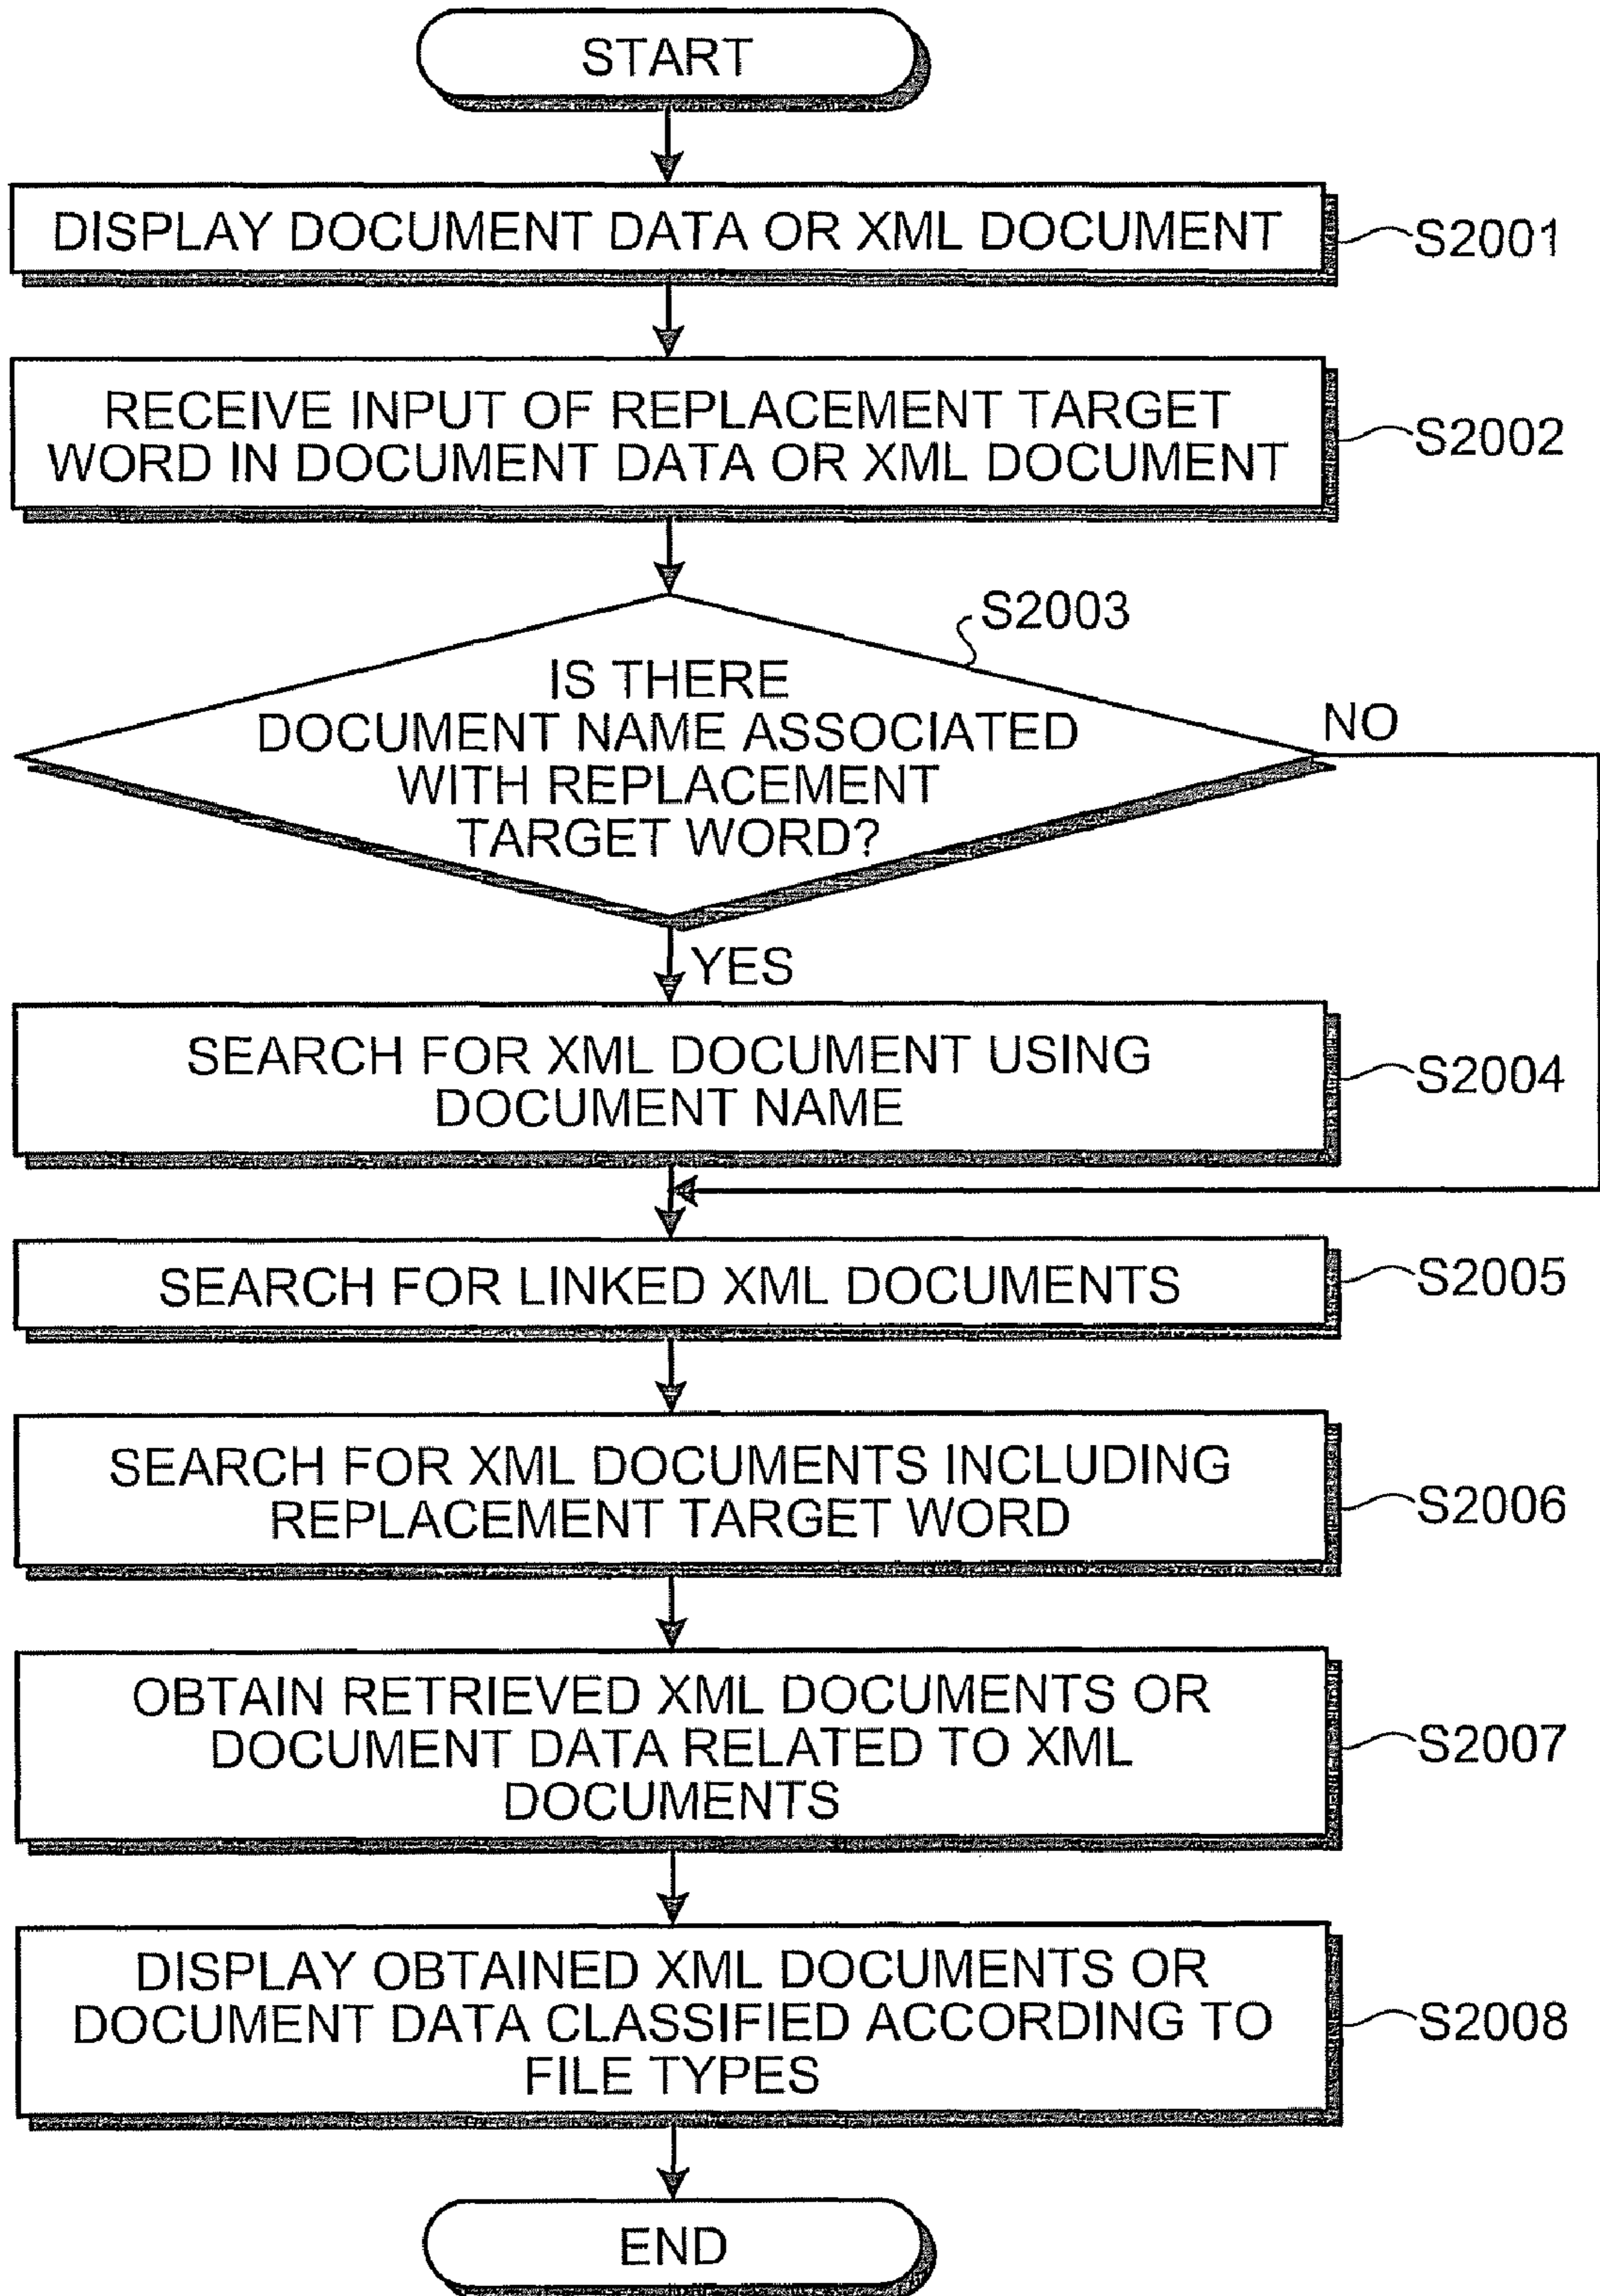 START
DISPLAY DOCUMENT DATA OR XML DOCUMENT
S2001
RECEIVE INPUT OF REPLACEMENT TARGET
WORD IN DOCUMENT DATA OR XML DOCUMENT
S2002
S2003
IS THERE
DOCUMENT NAME ASSOCIATED
WITH REPLACEMENT
TARGET WORD?
NO
YES
SEARCH FOR XML DOCUMENT USING
DOCUMENT NAME
S2004
SEARCH FOR LINKED XML DOCUMENTS
S2005
SEARCH FOR XML DOCUMENTS INCLUDING
REPLACEMENT TARGET WORD
S2006
OBTAIN RETRIEVED XML DOCUMENTS OR
DOCUMENT DATA RELATED TO XML
DOCUMENTS
S2007
DISPLAY OBTAINED XML DOCUMENTS OR
DOCUMENT DATA CLASSIFIED ACCORDING TO
FILE TYPES
S2008
END